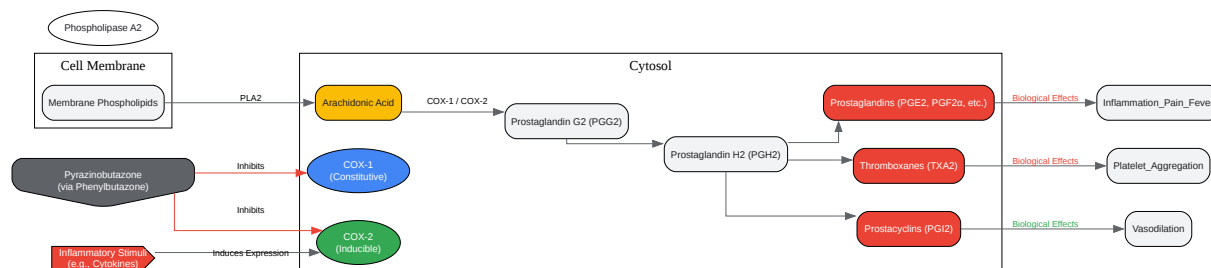 Phospholipase A2
Cell Membrane
Membrane Phospholipids
PLA2
Cytosol
Arachidonic Acid
COX-1 / COX-2
Prostaglandin G2 (PGG2)
Prostaglandin H2 (PGH2)
Prostaglandins (PGE2, PGF2α, etc.)
Biological Effects
Inflammation_Pain_Feve
Thromboxanes (TXA2)
Biological Effects
Platelet_Aggregation
Prostacyclins (PGI2)
Biological Effects
Vasodilation
Pyrazinobutazone
(via Phenylbutazone)
Inhibits
COX-1
(Constitutive)
Inhibits
COX-2
(Inducible)
Inflammatory Stimuli
(e.g., Cytokines)
Induces Expression